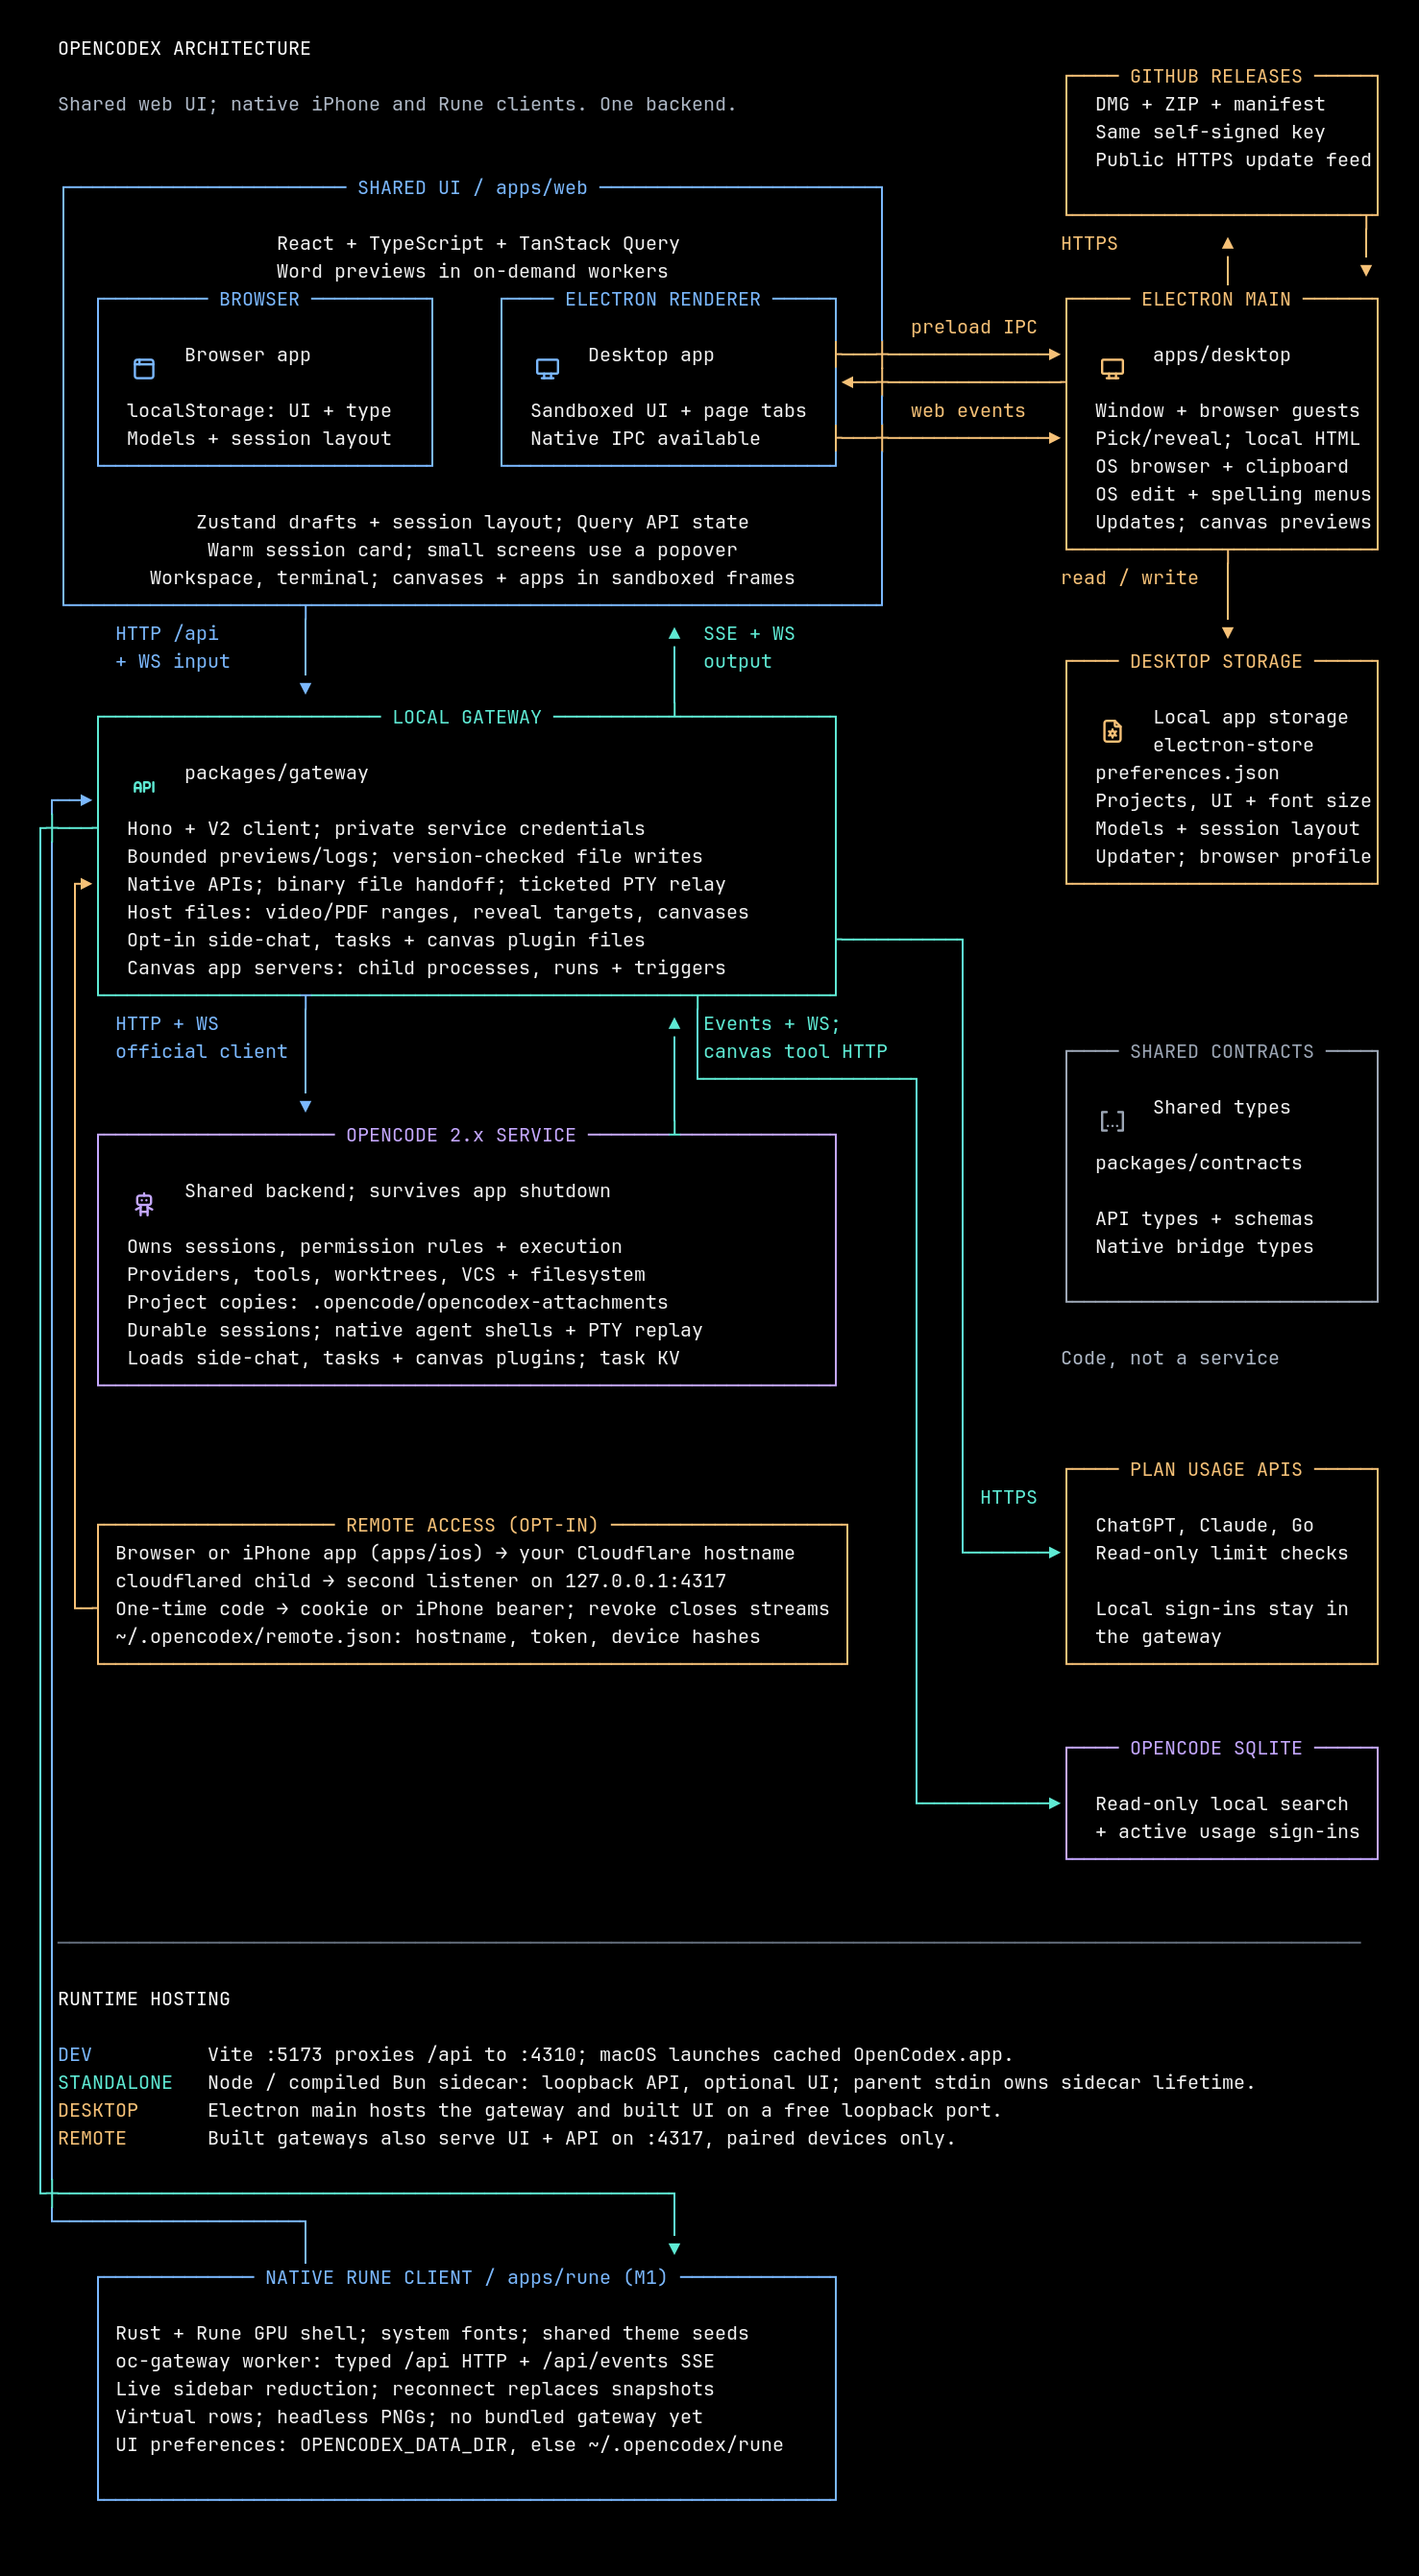 OPENCODEX ARCHITECTURE
Shared web UI; native iPhone and Rune clients. One backend.
GITHUB RELEASES
DMG + ZIP + manifest
Same self-signed key
Public HTTPS update feed
HTTPS
SHARED UI / apps/web
React + TypeScript + TanStack Query
Word previews in on-demand workers
BROWSER
Browser app
localStorage: UI + type
Models + session layout
ELECTRON RENDERER
Desktop app
Sandboxed UI + page tabs
Native IPC available
Zustand drafts + session layout; Query API state
Warm session card; small screens use a popover
Workspace, terminal; canvases + apps in sandboxed frames
preload IPC
web events
ELECTRON MAIN
apps/desktop
Window + browser guests
Pick/reveal; local HTML
OS browser + clipboard
OS edit + spelling menus
Updates; canvas previews
read / write
HTTP /api
+ WS input
SSE + WS
output
DESKTOP STORAGE
Local app storage
electron-store
preferences.json
Projects, UI + font size
Models + session layout
Updater; browser profile
LOCAL GATEWAY
API
packages/gateway
Hono + V2 client; private service credentials
Bounded previews/logs; version-checked file writes
Native APIs; binary file handoff; ticketed PTY relay
Host files: video/PDF ranges, reveal targets, canvases
Opt-in side-chat, tasks + canvas plugin files
Canvas app servers: child processes, runs + triggers
HTTP + WS
official client
Events + WS;
canvas tool HTTP
SHARED CONTRACTS
Shared types
packages/contracts
API types + schemas
Native bridge types
Code, not a service
OPENCODE 2.x SERVICE
Shared backend; survives app shutdown
Owns sessions, permission rules + execution
Providers, tools, worktrees, VCS + filesystem
Project copies: .opencode/opencodex-attachments
Durable sessions; native agent shells + PTY replay
Loads side-chat, tasks + canvas plugins; task KV
HTTPS
PLAN USAGE APIS
ChatGPT, Claude, Go
Read-only limit checks
Local sign-ins stay in
the gateway
REMOTE ACCESS (OPT-IN)
Browser or iPhone app (apps/ios) → your Cloudflare hostname
cloudflared child → second listener on 127.0.0.1:4317
One-time code → cookie or iPhone bearer; revoke closes streams
~/.opencodex/remote.json: hostname, token, device hashes
OPENCODE SQLITE
Read-only local search
+ active usage sign-ins
RUNTIME HOSTING
DEV Vite :5173 proxies /api to :4310; macOS launches cached OpenCodex.app.
STANDALONE Node / compiled Bun sidecar: loopback API, optional UI; parent stdin owns sidecar lifetime.
DESKTOP Electron main hosts the gateway and built UI on a free loopback port.
REMOTE Built gateways also serve UI + API on :4317, paired devices only.
NATIVE RUNE CLIENT / apps/rune (M1)
Rust + Rune GPU shell; system fonts; shared theme seeds
oc-gateway worker: typed /api HTTP + /api/events SSE
Live sidebar reduction; reconnect replaces snapshots
Virtual rows; headless PNGs; no bundled gateway yet
UI preferences: OPENCODEX_DATA_DIR, else ~/.opencodex/rune